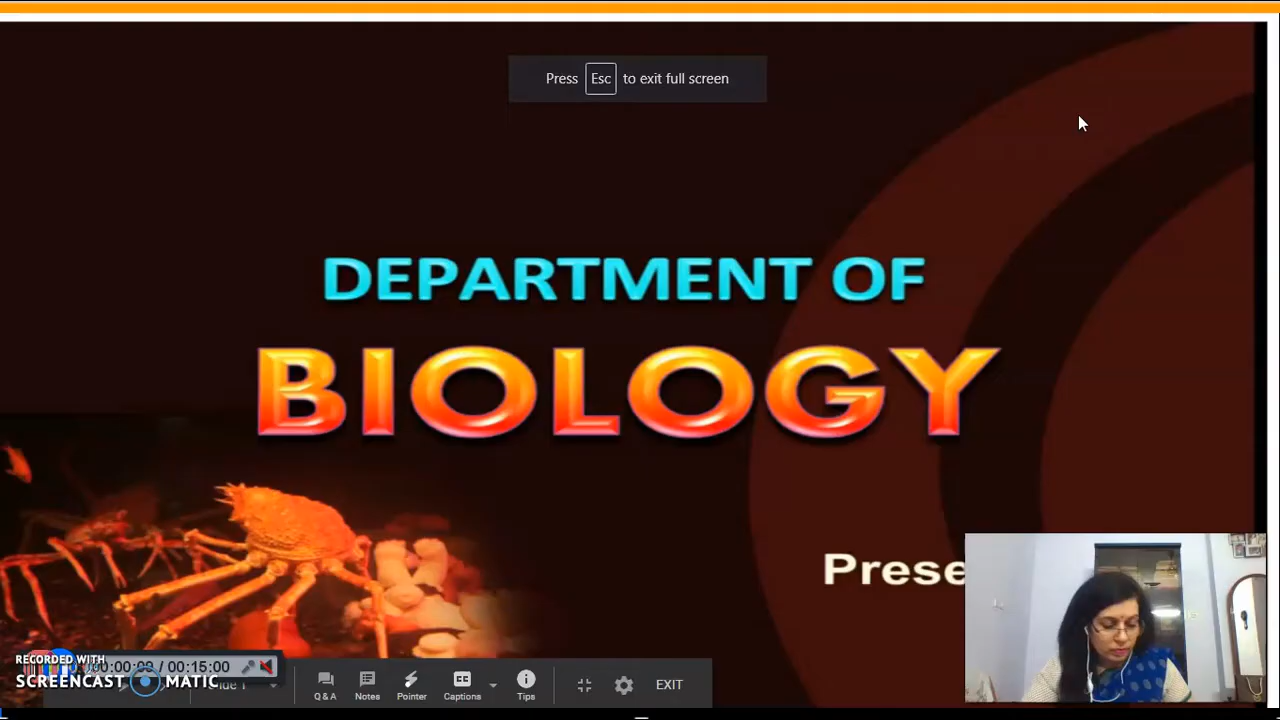 Press Esc to exit full screen
DEPARTMENT OF
BIOLOGY
Prese
RECORDED WITH
SCREENCAST MATIC
/ 00:15:00
Q & A
Notes
Pointer
CC
Captions
Tips
EXIT